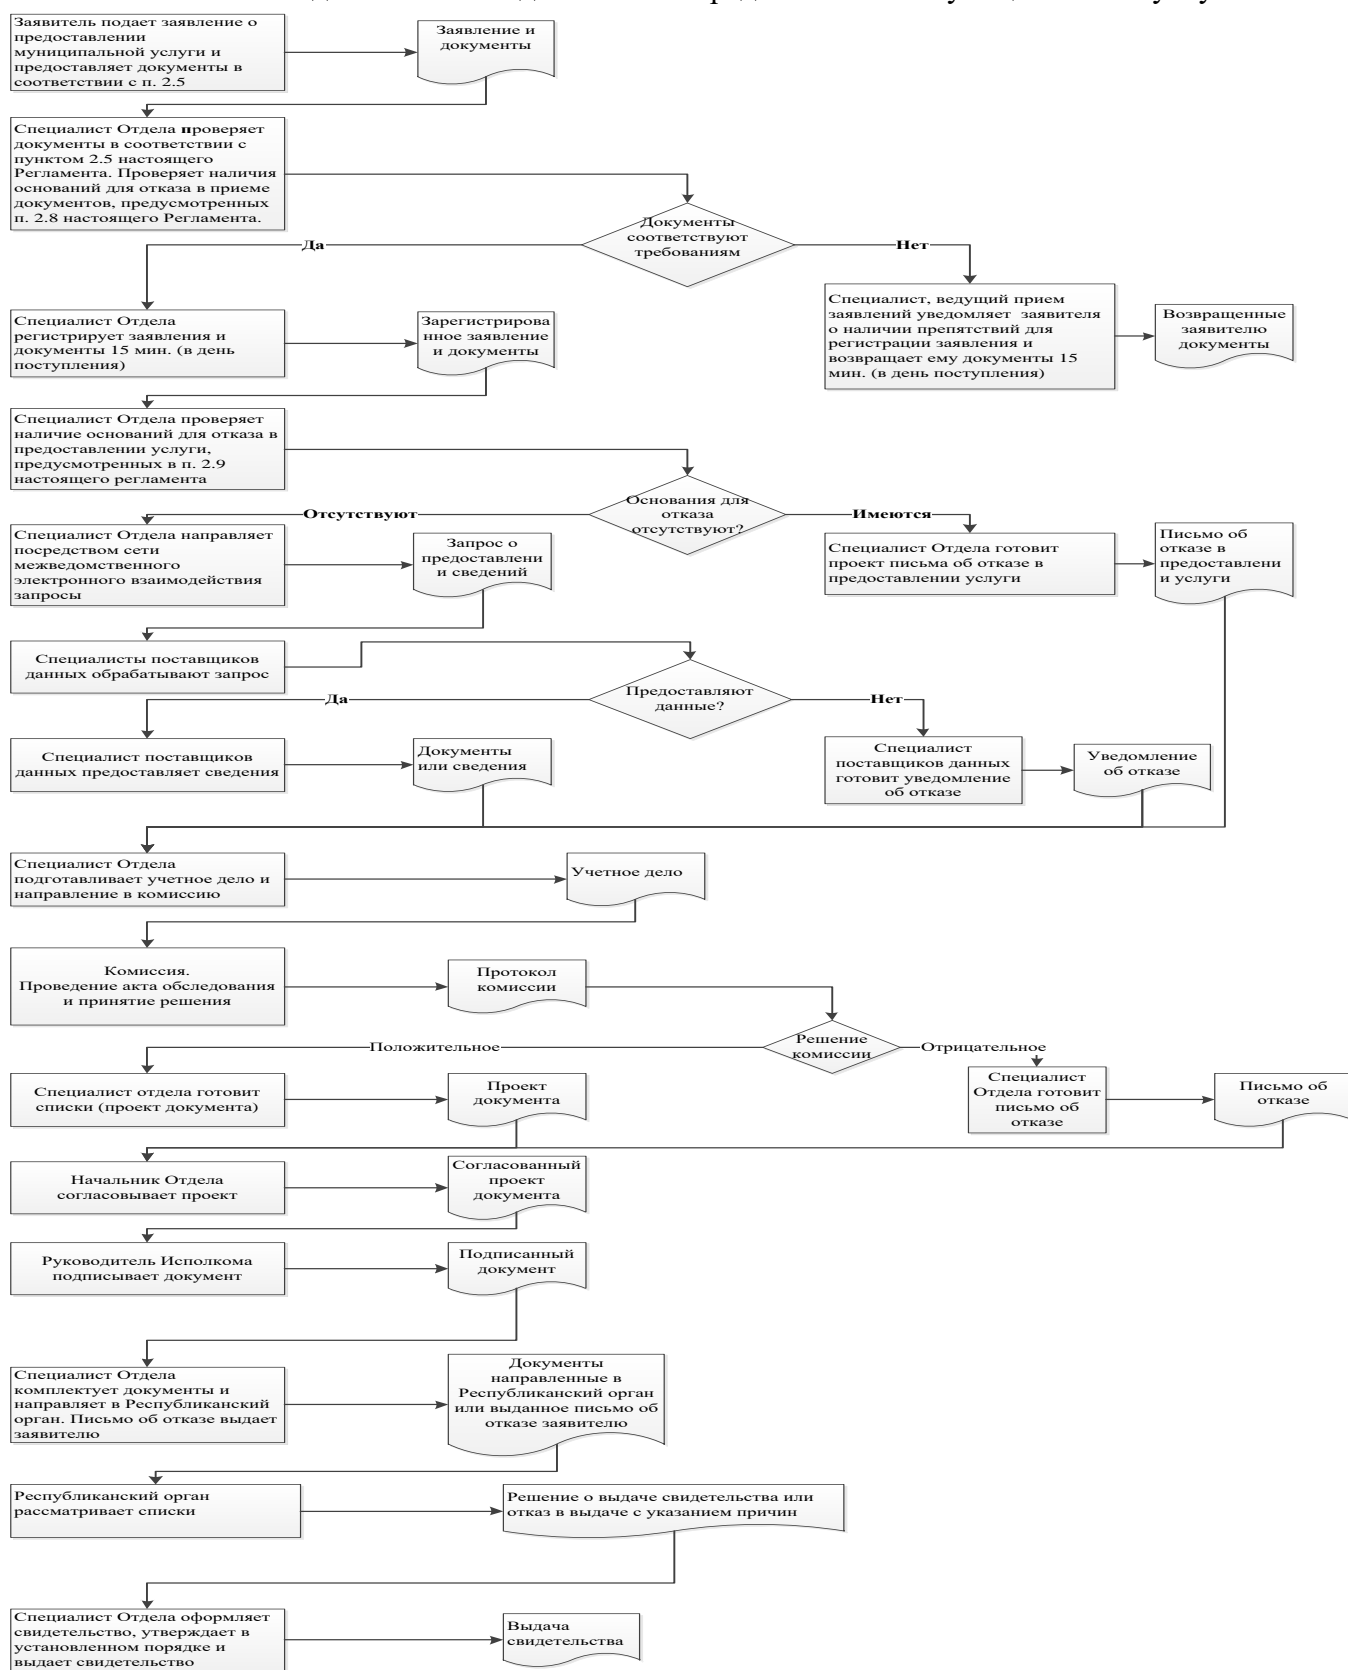 Заявитель подает заявление о
предоставлении
муниципальной услуги и
предоставляет документы в
соответствии с п. 2.5
Заявление и
документы
Специалист Отдела проверяет
документы в соответствии с
пунктом 2.5 настоящего
Регламента. Проверяет наличия
оснований для отказа в приеме
документов, предусмотренных
п. 2.8 настоящего Регламента.
Документы
соответствуют
требованиям
Да
Нет
Специалист Отдела
регистрирует заявления и
документы 15 мин. (в день
поступления)
Зарегистрирова
нное заявление
и документы
Специалист, ведущий прием
заявлений уведомляет заявителя
о наличии препятствий для
регистрации заявления и
возвращает ему документы 15
мин. (в день поступления)
Возвращенные
заявителю
документы
Специалист Отдела проверяет
наличие оснований для отказа в
предоставлении услуги,
предусмотренных в п. 2.9
настоящего регламента
Основания для
отказа
отсутствуют?
Отсутствуют
Имеются
Специалист Отдела направляет
посредством сети
межведомственного
электронного взаимодействия
запросы
Запрос о
предоставлени
и сведений
Специалист Отдела готовит
проект письма об отказе в
предоставлении услуги
Письмо об
отказе в
предоставлени
и услуги
Специалисты поставщиков
данных обрабатывают запрос
Предоставляют
данные?
Да
Нет
Специалист поставщиков
данных предоставляет сведения
Документы
или сведения
Специалист
поставщиков данных
готовит уведомление
об отказе
Уведомление
об отказе
Специалист Отдела
подготавливает учетное дело и
направление в комиссию
Учетное дело
Комиссия.
Проведение акта обследования
и принятие решения
Протокол
комиссии
Решение
комиссии
Положительное
Отрицательное
Специалист отдела готовит
списки (проект документа)
Проект
документа
Специалист
Отдела готовит
письмо об
отказе
Письмо об
отказе
Начальник Отдела
согласовывает проект
Согласованный
проект
документа
Руководитель Исполкома
подписывает документ
Подписанный
документ
Специалист Отдела
комплектует документы и
направляет в Республиканский
орган. Письмо об отказе выдает
заявителю
Документы
направленные в
Республиканский орган
или выданное письмо об
отказе заявителю
Республиканский орган
рассматривает списки
Решение о выдаче свидетельства или
отказ в выдаче с указанием причин
Специалист Отдела оформляет
свидетельство, утверждает в
установленном порядке и
выдает свидетельство
Выдача
свидетельства